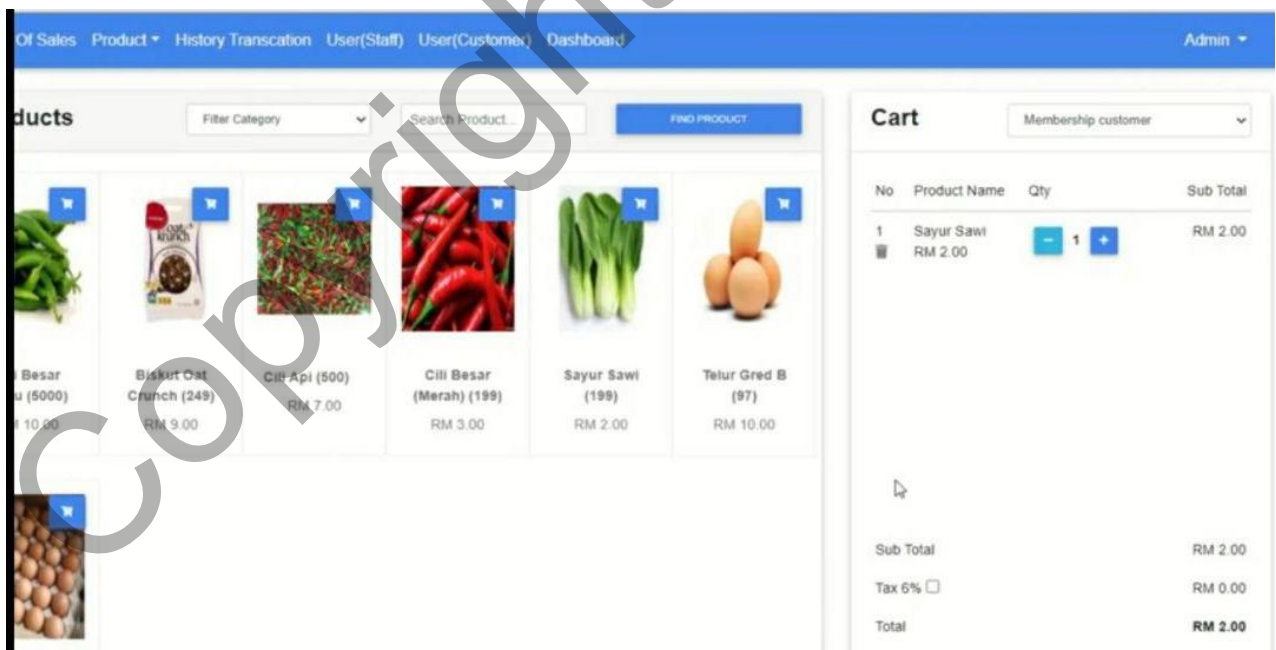 Of Sales Product History Transcation User(Staff) User(Customer) Dashboard Admin
ducts Filter Category Search Product... FIND PRODUCT
Cart Membership customer
oat
krunch
Besar
u (5000)
10.00
Biskut Oat
Crunch (249)
RM 9.00
Cili Api (500)
RM 7.00
Cili Besar
(Merah) (199)
RM 3.00
Sayur Sawi
(199)
RM 2.00
Telur Gred B
(97)
RM 10.00
No Product Name Qty Sub Total
1 Sayur Sawi - 1 + RM 2.00
RM 2.00
Sub Total RM 2.00
Tax 6% RM 0.00
Total RM 2.00
Copyright